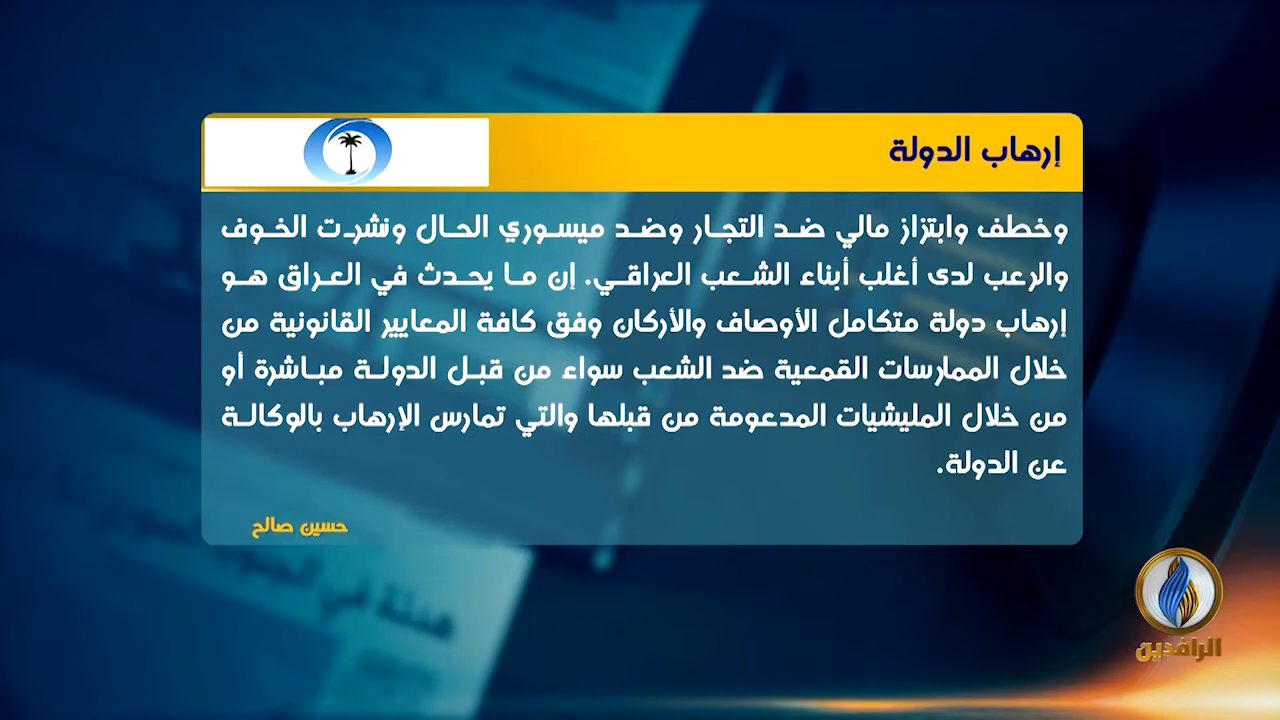 إرهاب الدولة
وخطف وابتزاز مالي ضد التجار وضد ميسوري الحال ونشرت الخوف
والرعب لدى أغلب أبناء الشعب العراقي. إن ما يحدث في العراق هو
إرهاب دولة متكامل الأوصاف والأركان وفق كافة المعايير القانونية من
خلال الممارسات القمعية ضد الشعب سواء من قبل الدولة مباشرة أو
من خلال المليشيات المدعومة من قبلها والتي تمارس الإرهاب بالوكالة
عن الدولة.
حسين صالح
هدنة في
الرافدين